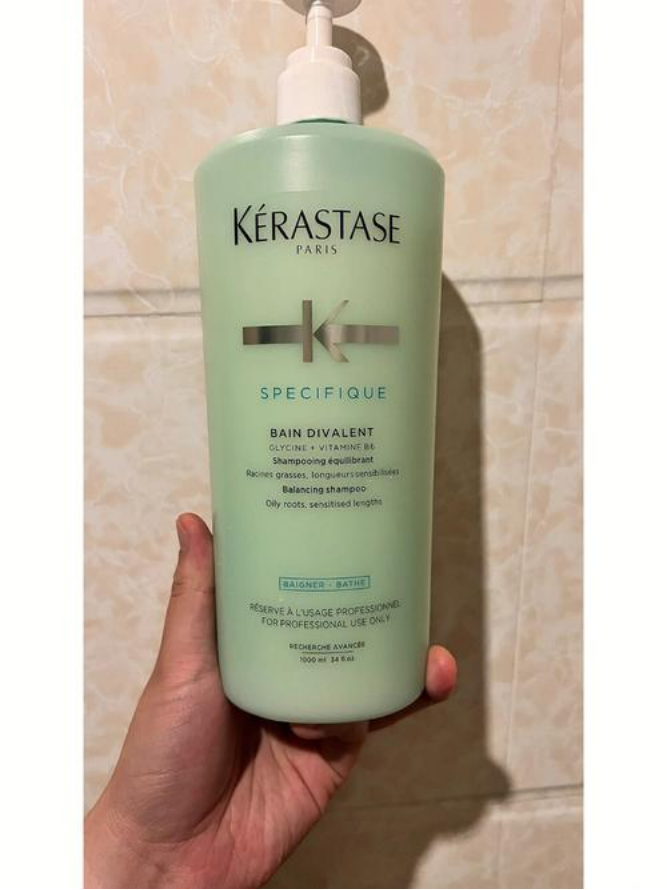 KÉRASTASE
PARIS
K
SPECIFIQUE
BAIN DIVALENT
GLYCINE + VITAMINE B6
Shampooing équilibrant
Racines grasses, longueurs sensibilisées
Balancing shampoo
Oily roots, sensitised lengths
BAIGNER - BATHE
RÉSERVÉ À L'USAGE PROFESSIONNEL
FOR PROFESSIONAL USE ONLY
RECHERCHE AVANCÉE
1000 ml 34 fl.oz.